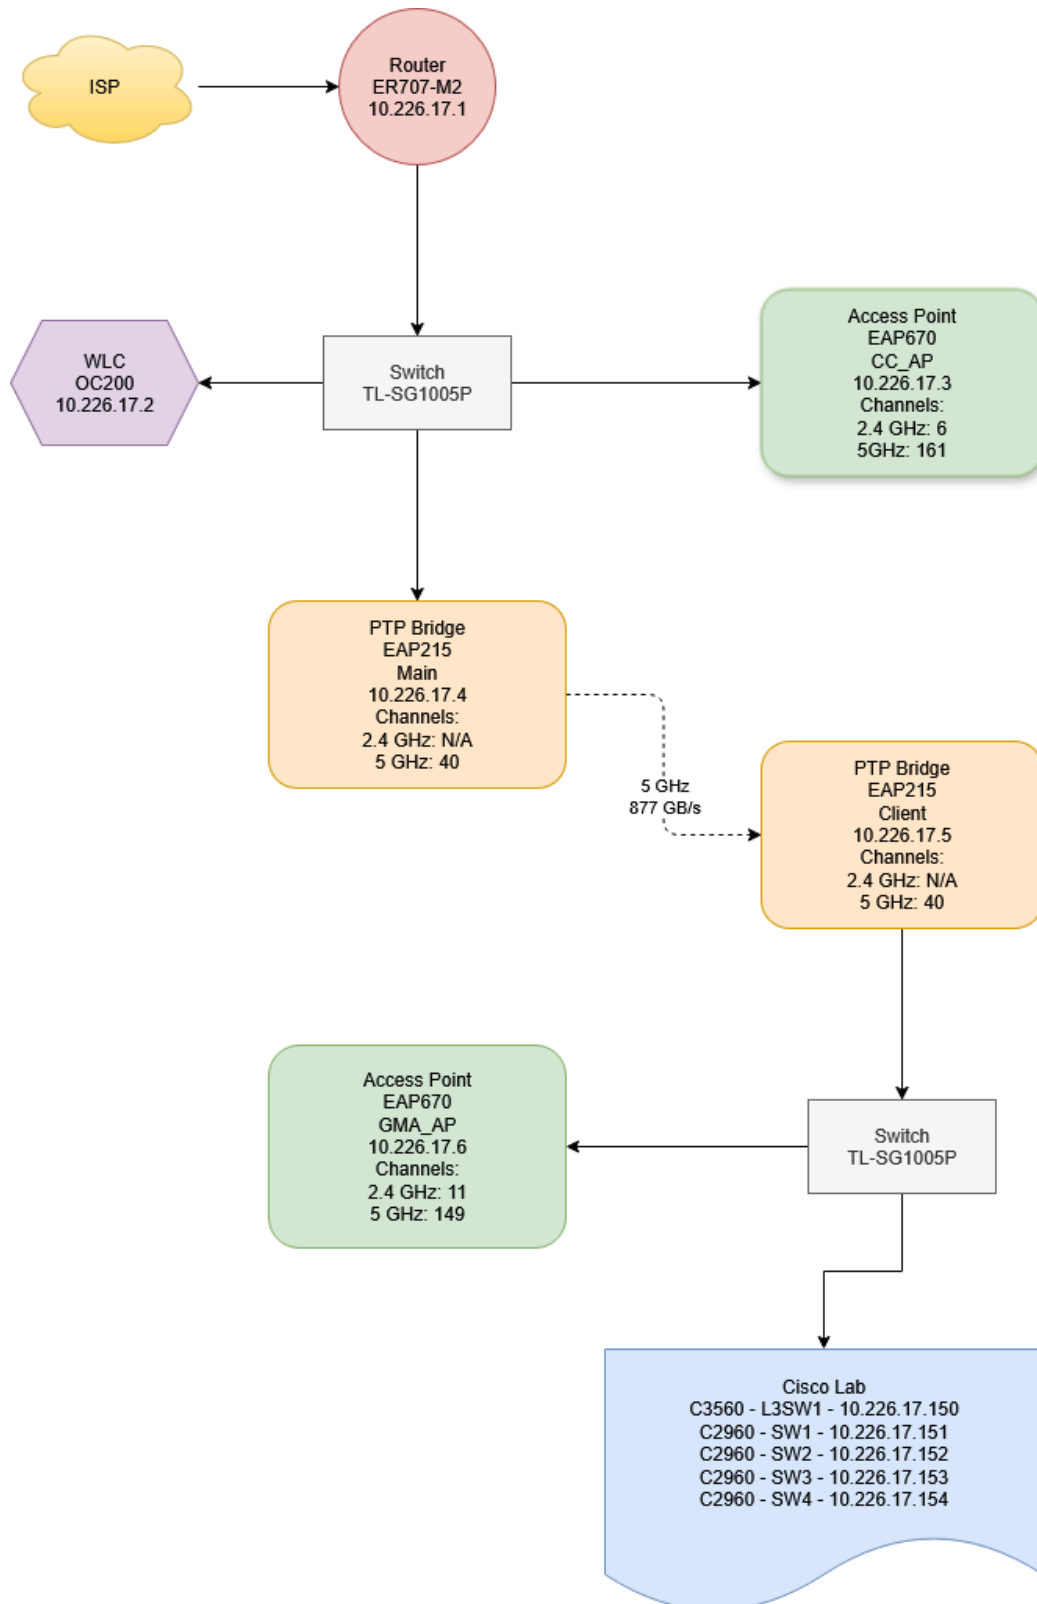 ISP
Router
ER707-M2
10.226.17.1
WLC
OC200
10.226.17.2
Switch
TL-SG1005P
Access Point
EAP670
CC_AP
10.226.17.3
Channels:
2.4 GHz: 6
5GHz: 161
PTP Bridge
EAP215
Main
10.226.17.4
Channels:
2.4 GHz: N/A
5 GHz: 40
5 GHz
877 GB/s
PTP Bridge
EAP215
Client
10.226.17.5
Channels:
2.4 GHz: N/A
5 GHz: 40
Access Point
EAP670
GMA_AP
10.226.17.6
Channels:
2.4 GHz: 11
5 GHz: 149
Switch
TL-SG1005P
Cisco Lab
C3560 - L3SW1 - 10.226.17.150
C2960 - SW1 - 10.226.17.151
C2960 - SW2 - 10.226.17.152
C2960 - SW3 - 10.226.17.153
C2960 - SW4 - 10.226.17.154